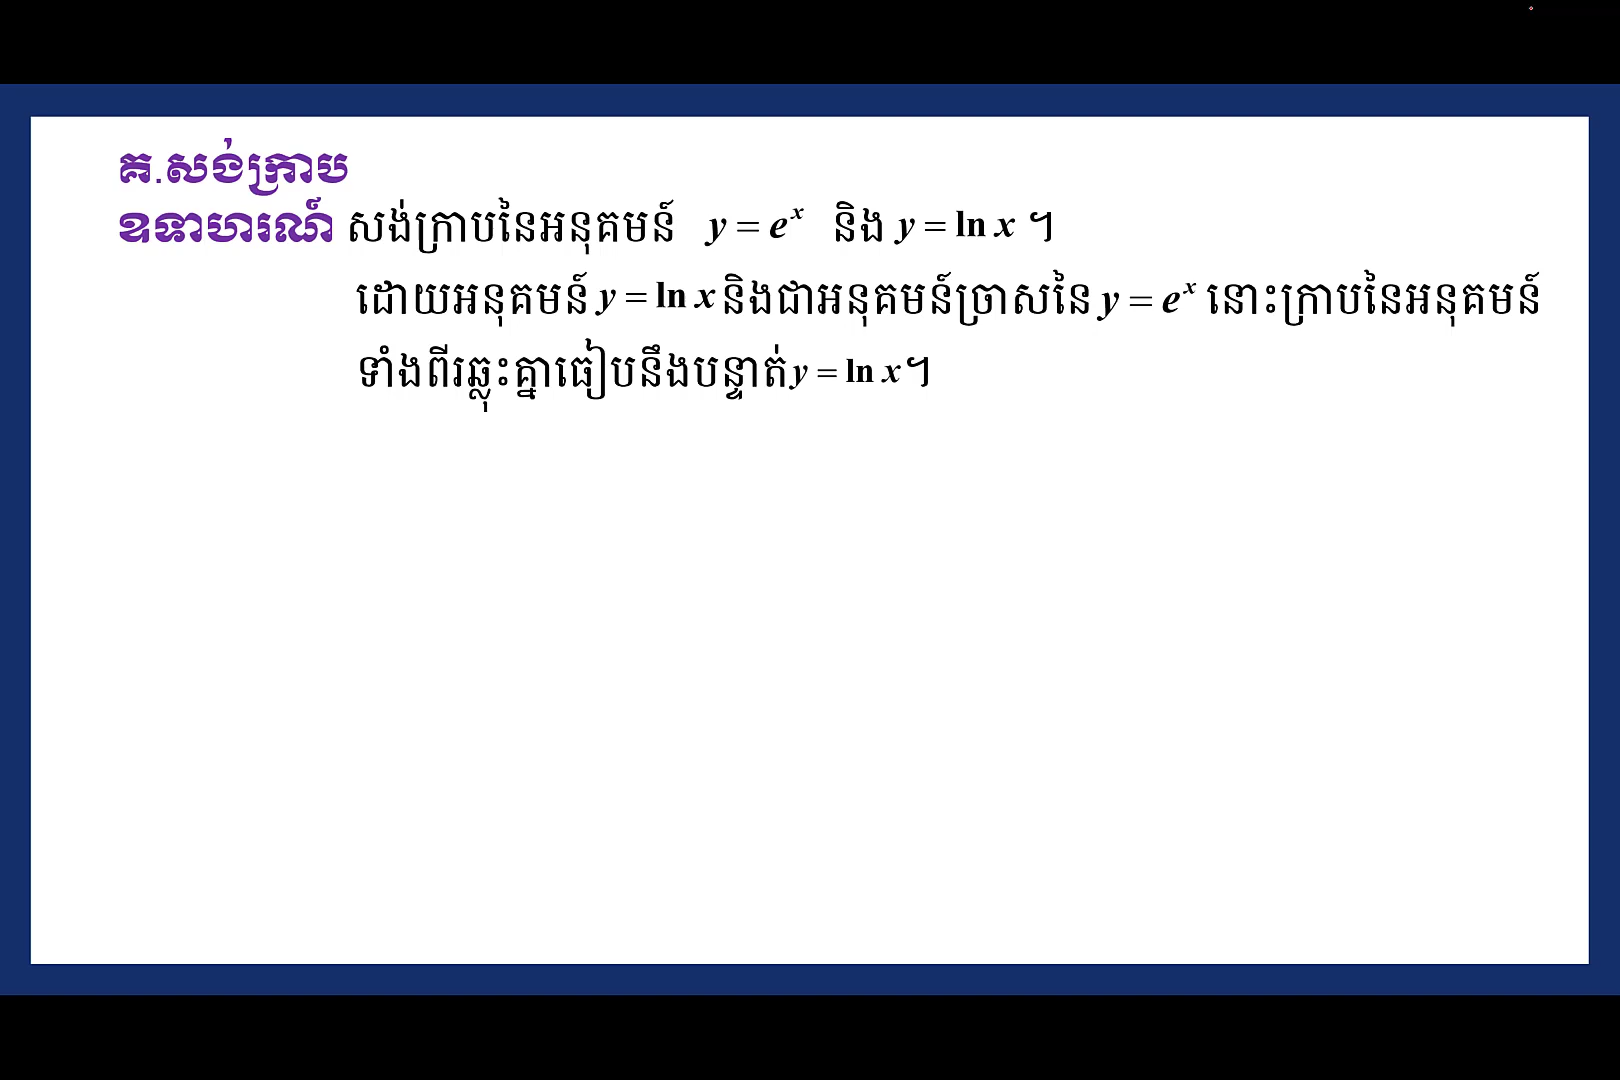 គ.សង់ក្រាប
ឧទាហរណ៍ សង់ក្រាបនៃអនុគមន៍ y = eˣ និង y = ln x ។
ដោយអនុគមន៍ y = ln x និងជាអនុគមន៍ច្រាសនៃ y = eˣ នោះក្រាបនៃអនុគមន៍
ទាំងពីរឆ្លុះគ្នាធៀបនឹងបន្ទាត់ y = ln x ។